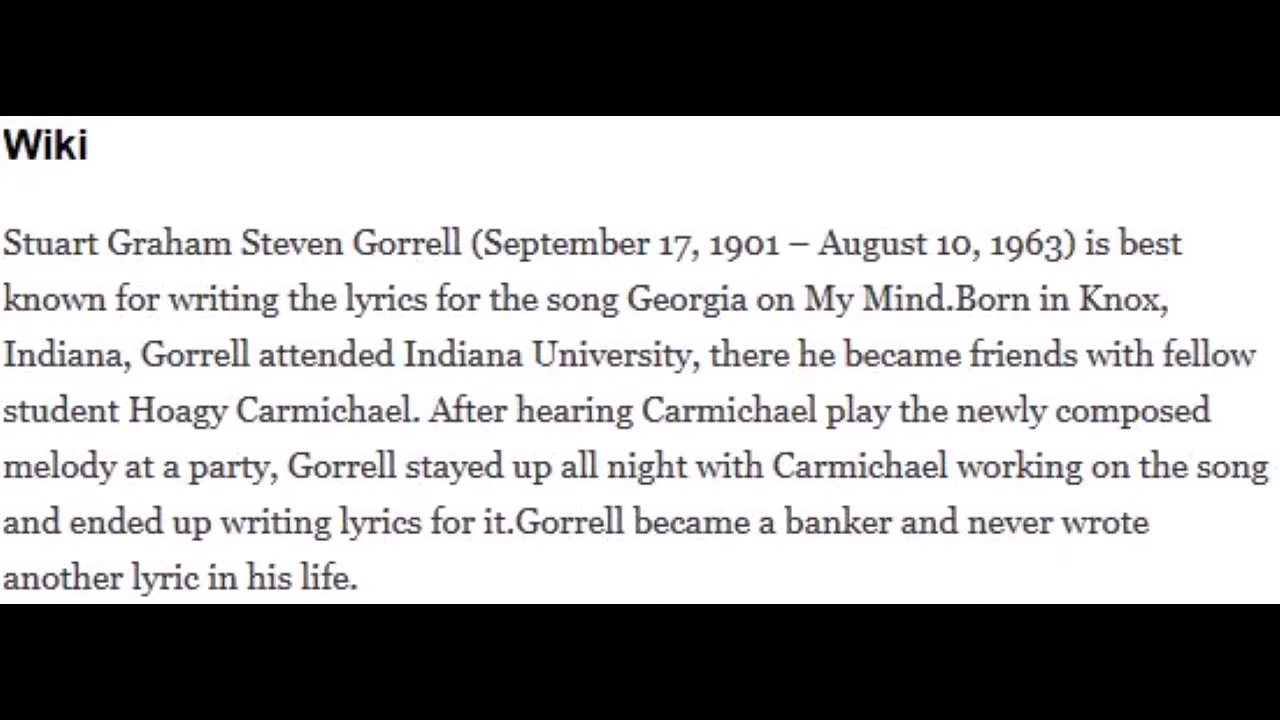 Wiki
Stuart Graham Steven Gorrell (September 17, 1901 – August 10, 1963) is best
known for writing the lyrics for the song Georgia on My Mind.Born in Knox,
Indiana, Gorrell attended Indiana University, there he became friends with fellow
student Hoagy Carmichael. After hearing Carmichael play the newly composed
melody at a party, Gorrell stayed up all night with Carmichael working on the song
and ended up writing lyrics for it.Gorrell became a banker and never wrote
another lyric in his life.